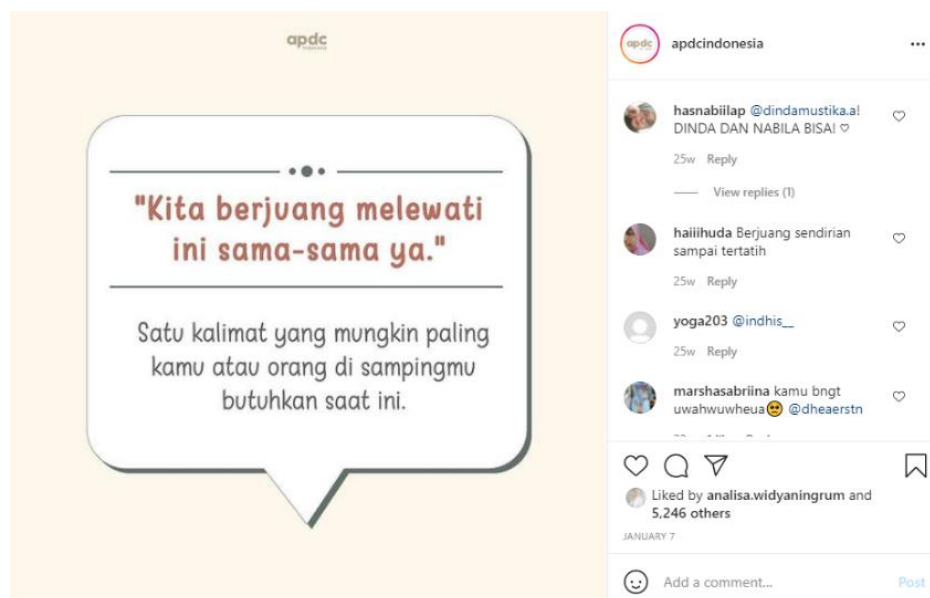 apdc
"Kita berjuang melewati
ini sama-sama ya."
Satu kalimat yang mungkin paling
kamu atau orang di sampingmu
butuhkan saat ini.
apdc
apdcindonesia
hasnabiilap @dindamustika.a!
DINDA DAN NABILA BISA! ♡
25w Reply
View replies (1)
haiiihuda Berjuang sendirian
sampai tertatih
25w Reply
yoga203 @indhis__
25w Reply
marshasabriina kamu bngt
uwahwuwheua🥺 @dheaerstn
Liked by analisa.widyaningrum and
5,246 others
JANUARY 7
Add a comment...
Post